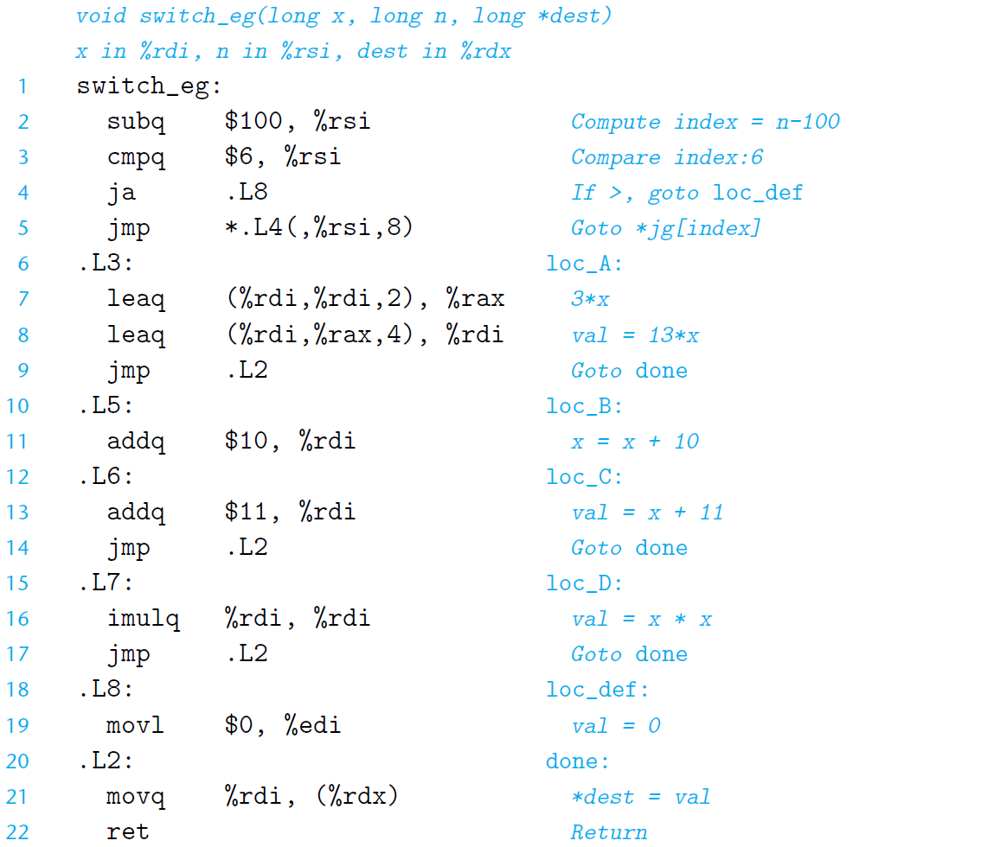 void switch_eg(long x, long n, long *dest)
x in %rdi, n in %rsi, dest in %rdx
1 switch_eg:
2 subq $100, %rsi Compute index = n-100
3 cmpq $6, %rsi Compare index:6
4 ja .L8 If >, goto loc_def
5 jmp *.L4(,%rsi,8) Goto *jg[index]
6 .L3: loc_A:
7 leaq (%rdi,%rdi,2), %rax 3*x
8 leaq (%rdi,%rax,4), %rdi val = 13*x
9 jmp .L2 Goto done
10 .L5: loc_B:
11 addq $10, %rdi x = x + 10
12 .L6: loc_C:
13 addq $11, %rdi val = x + 11
14 jmp .L2 Goto done
15 .L7: loc_D:
16 imulq %rdi, %rdi val = x * x
17 jmp .L2 Goto done
18 .L8: loc_def:
19 movl $0, %edi val = 0
20 .L2: done:
21 movq %rdi, (%rdx) *dest = val
22 ret Return